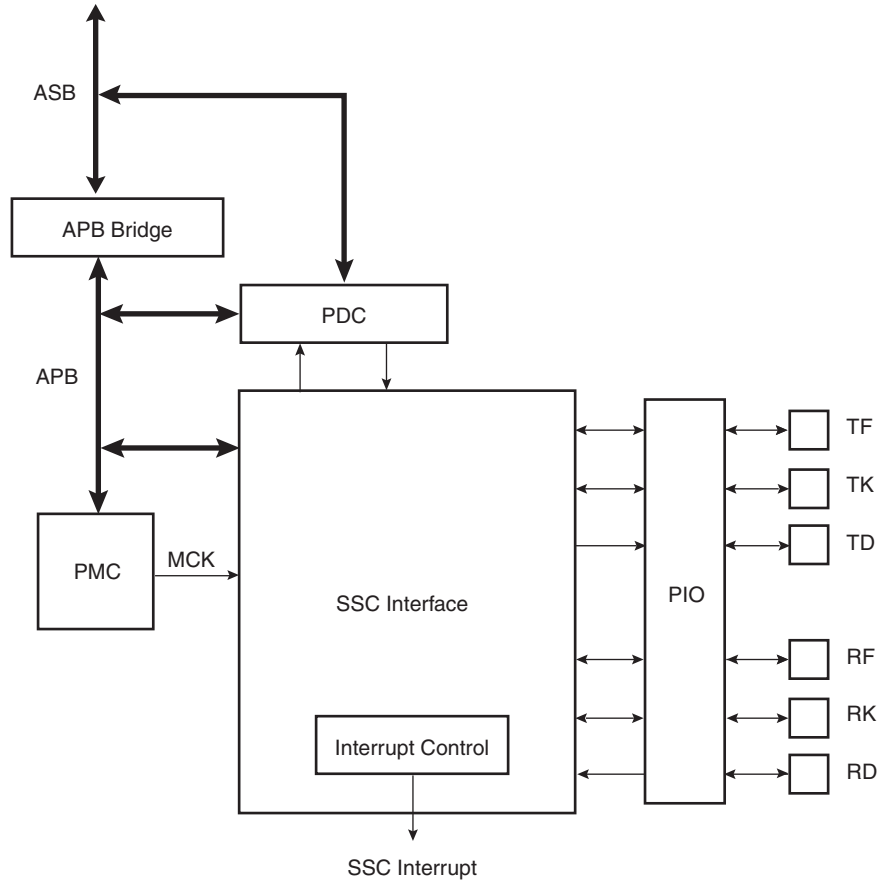 ASB
APB Bridge
PDC
APB
TF
TK
TD
MCK
PMC
PIO
SSC Interface
RF
RK
Interrupt Control
RD
SSC Interrupt